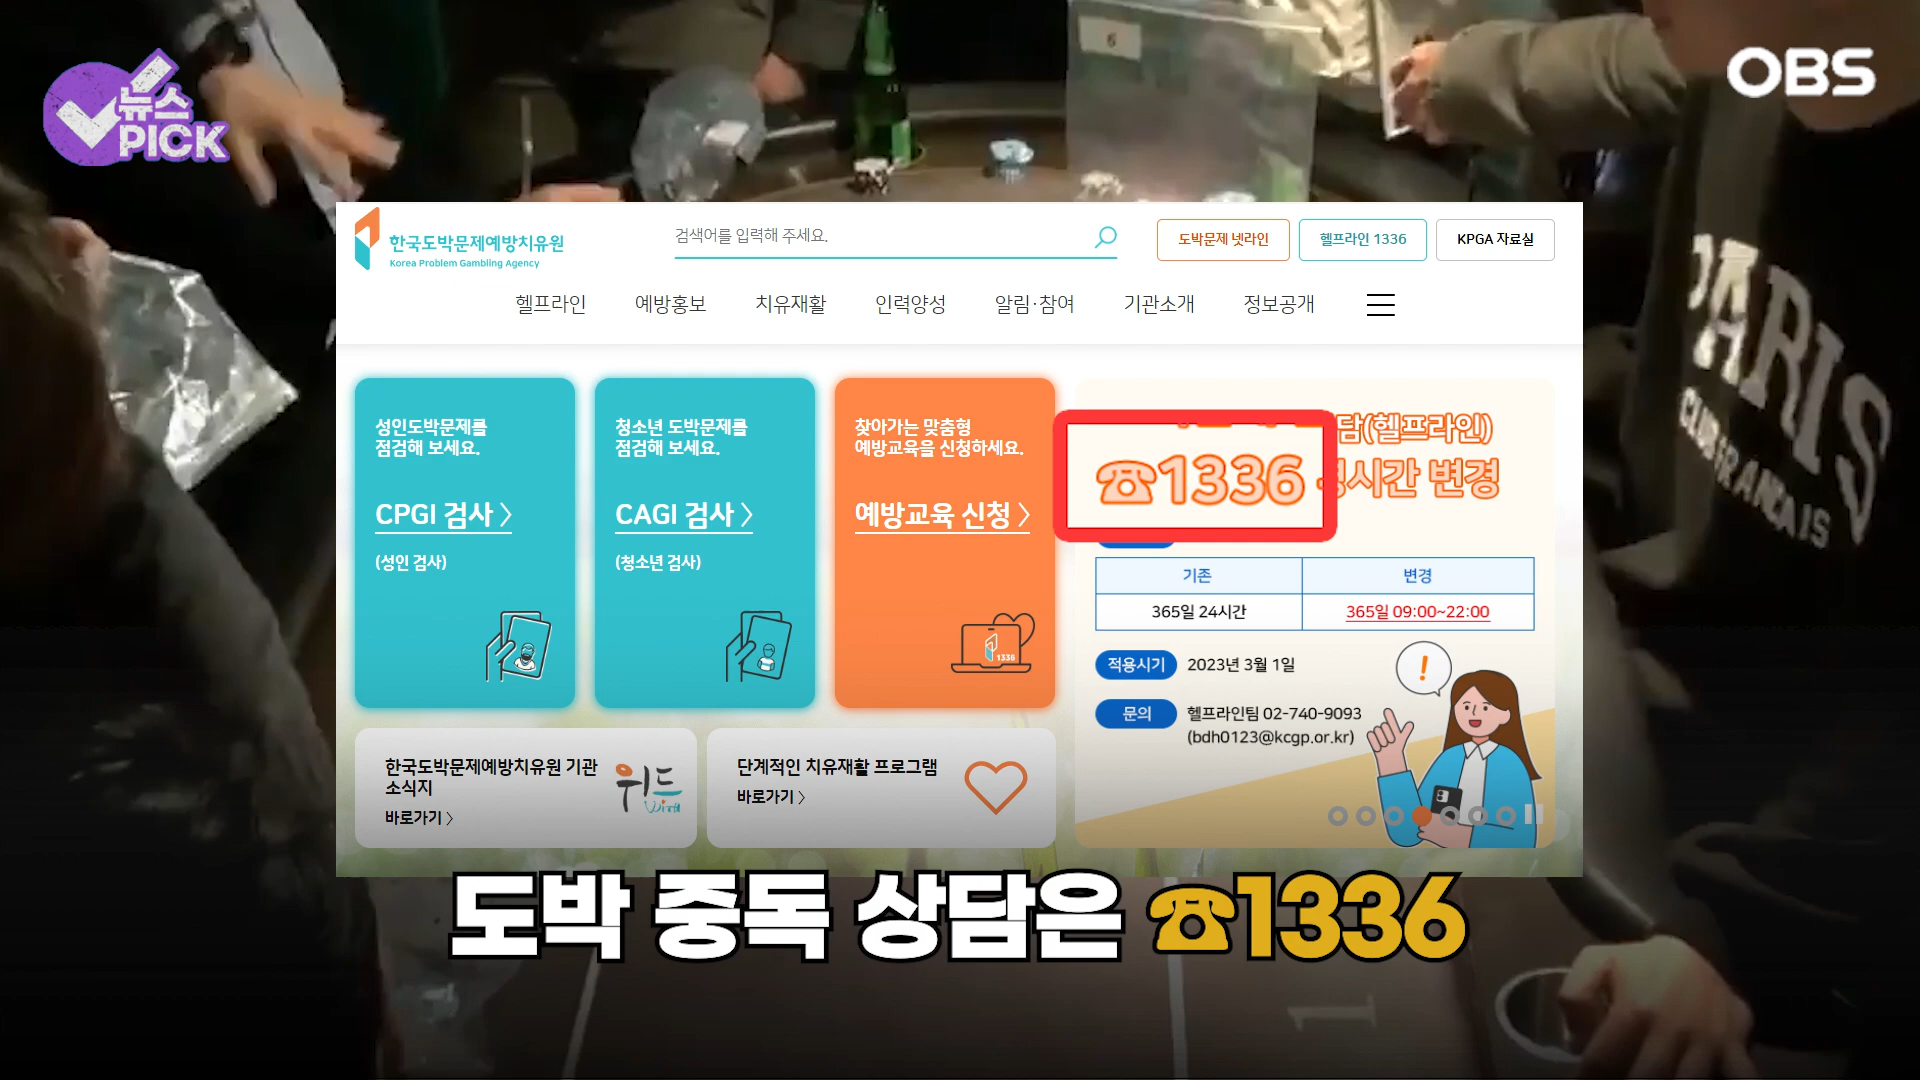 뉴스
PICK
OBS
6
한국도박문제예방치유원
Korea Problem Gambling Agency
검색어를 입력해 주세요.
도박문제 넷라인
헬프라인 1336
KPGA 자료실
헬프라인
예방홍보
치유재활
인력양성
알림·참여
기관소개
정보공개
성인도박문제를
점검해 보세요.
CPGI 검사 〉
(성인 검사)
청소년 도박문제를
점검해 보세요.
CAGI 검사 〉
(청소년 검사)
찾아가는 맞춤형
예방교육을 신청하세요.
예방교육 신청 〉
1336
담(헬프라인)
☎1336
시간 변경
기존
변경
365일 24시간
365일 09:00~22:00
적용시기
2023년 3월 1일
문의
헬프라인팀 02-740-9093
(bdh0123@kcgp.or.kr)
!
한국도박문제예방치유원 기관
소식지
바로가기 〉
위드
With
단계적인 치유재활 프로그램
바로가기 〉
PARIS
CLUB FRANCAIS
도박 중독 상담은 ☎1336
1